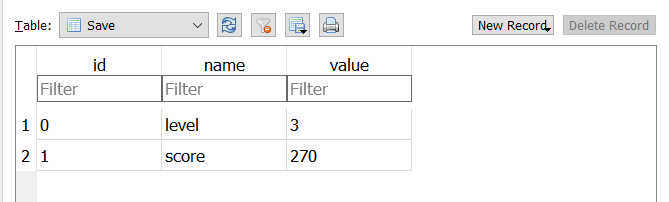 Table: Save New Record Delete Record
id name value
Filter Filter Filter
1 0 level 3
2 1 score 270